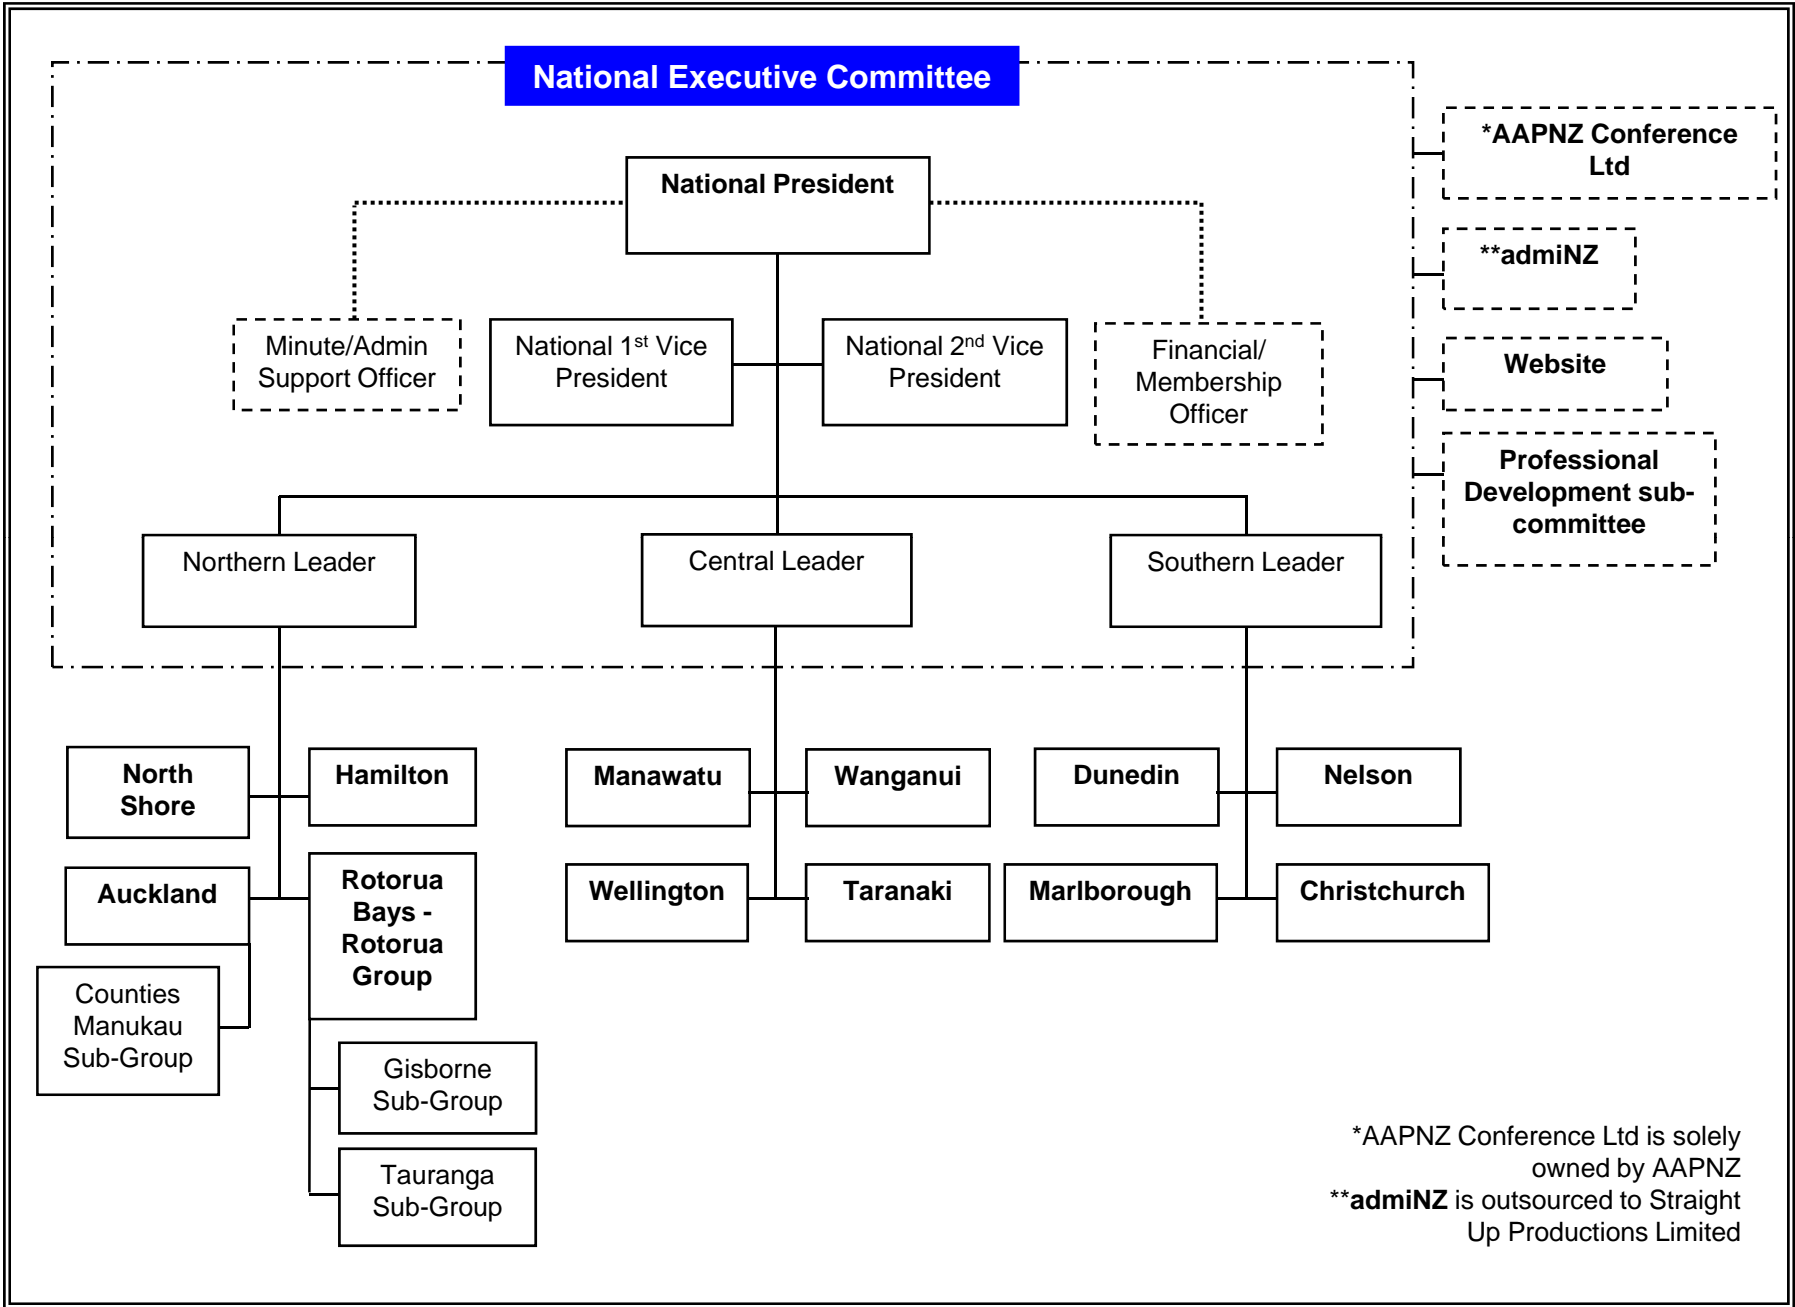 National Executive Committee
*AAPNZ Conference
Ltd
National President
**admiNZ
Minute/Admin
Support Officer
National 1st Vice
President
National 2nd Vice
President
Financial/
Membership
Officer
Website
Professional
Development sub-
committee
Northern Leader
Central Leader
Southern Leader
North
Shore
Hamilton
Manawatu
Wanganui
Dunedin
Nelson
Auckland
Rotorua
Bays -
Rotorua
Group
Wellington
Taranaki
Marlborough
Christchurch
Counties
Manukau
Sub-Group
Gisborne
Sub-Group
Tauranga
Sub-Group
*AAPNZ Conference Ltd is solely
owned by AAPNZ
**admiNZ is outsourced to Straight
Up Productions Limited